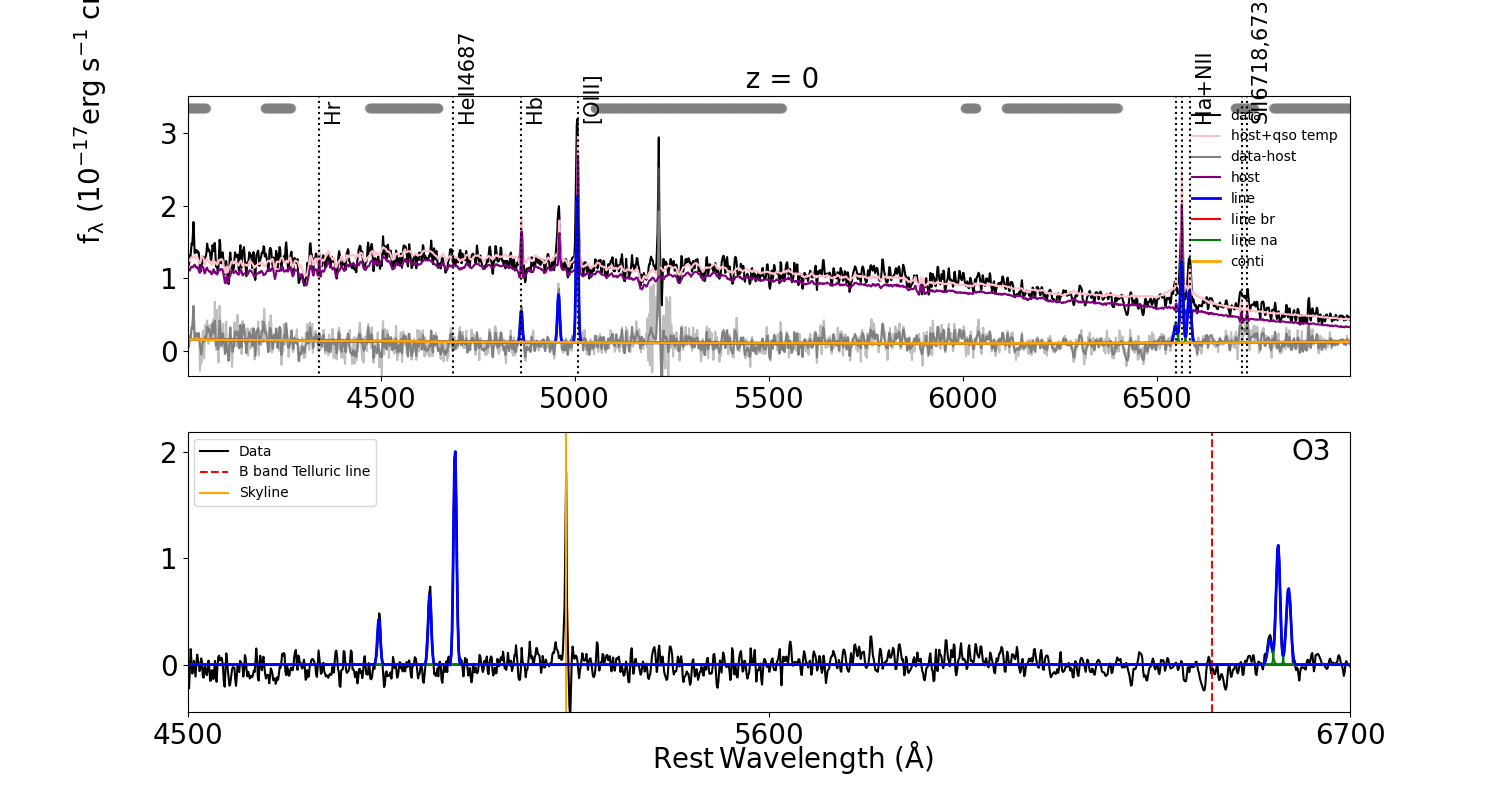 z = 0
f_λ (10^−17 erg s^−1
Hr
HeII4687
Hb
[OIII]
Ha+NII
SII6718,673
data
host+qso temp
data-host
host
line
line br
line na
conti
3
2
1
0
4500 5000 5500 6000 6500
O3
Data
B band Telluric line
Skyline
2
1
0
4500 5600 6700
Rest Wavelength (Å)